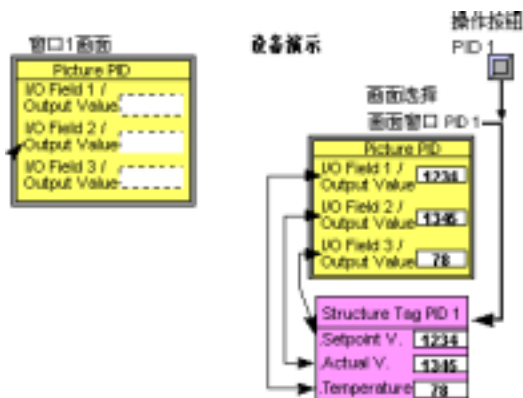 窗口1画面
Picture PID
I/O Field 1 /
Output Value
I/O Field 2 /
Output Value
I/O Field 3 /
Output Value
设备演示
操作按钮
PID 1
画面选择
画面窗口 PID 1
Picture PID
I/O Field 1 /
Output Value 1234
I/O Field 2 /
Output Value 1345
I/O Field 3 /
Output Value 78
Structure Tag PID 1
.Setpoint V. 1234
.Actual V. 1345
.Temperature 78